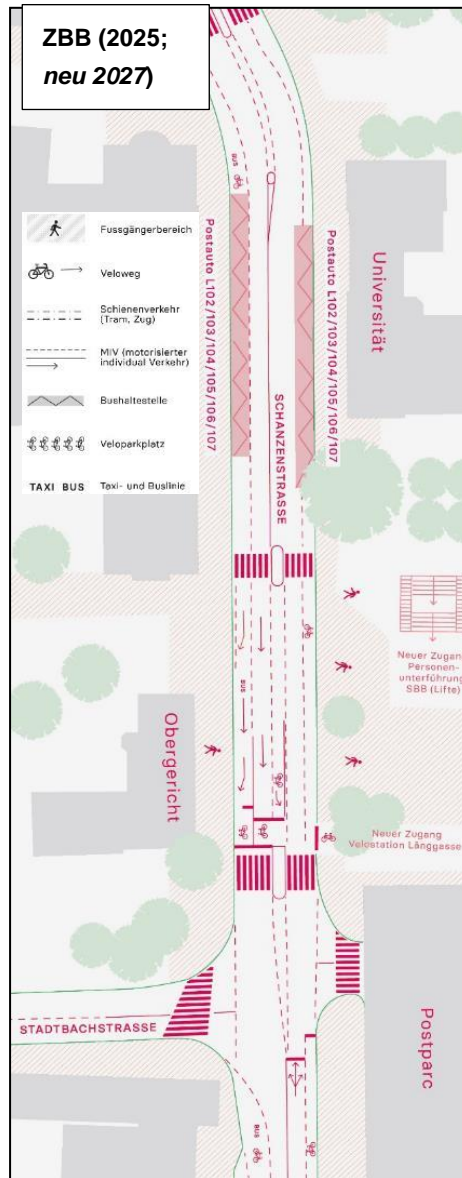 ZBB (2025;
neu 2027)
BUS
Fussgängerbereich
Veloweg
Schienenverkehr
(Tram, Zug)
MIV (motorisierter
individual Verkehr)
Bushaltestelle
Veloparkplatz
TAXI BUS Taxi- und Buslinie
Postauto L102/103/104/105/106/107
SCHANZENSTRASSE
Postauto L102/103/104/105/106/107
Universität
Neuer Zugang
Personen-
unterführung
SBB (Lifte)
BUS
Obergericht
Neuer Zugang
Velostation Länggasse
STADTBACHSTRASSE
Postparc
BUS